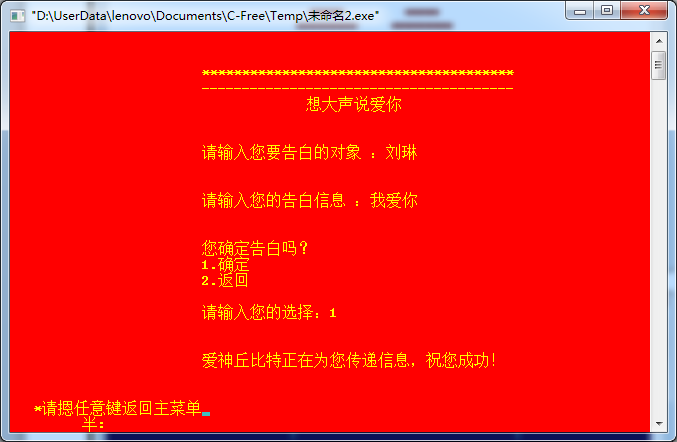 "D:\UserData\lenovo\Documents\C-Free\Temp\未命名2.exe"
***************************************
---------------------------------------
想大声说爱你
请输入您要告白的对象 : 刘琳
请输入您的告白信息 : 我爱你
您确定告白吗?
1.确定
2.返回
请输入您的选择: 1
爱神丘比特正在为您传递信息, 祝您成功!
*请摁任意键返回主菜单
半: